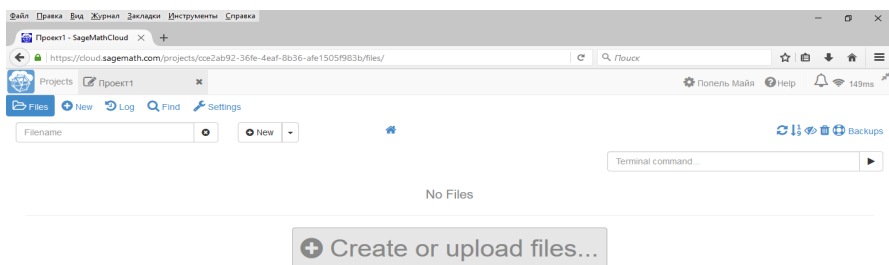 Файл Правка Вид Журнал Закладки Инструменты Справка
Проект1 - SageMathCloud
https://cloud.sagemath.com/projects/cce2ab92-36fe-4eaf-8b36-afe1505f983b/files/ Поиск
Projects Проект1 Попель Майя Help 149ms
Files New Log Find Settings
Filename New Backups
Terminal command...
No Files
Create or upload files...